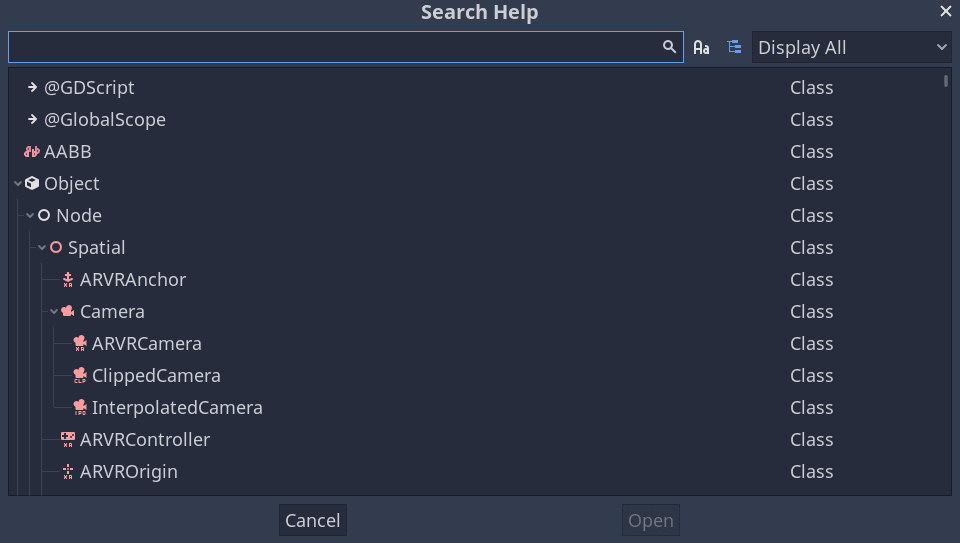 Search Help
Aa Display All
@GDScript Class
@GlobalScope Class
AABB Class
Object Class
Node Class
Spatial Class
ARVRAnchor Class
Camera Class
ARVRCamera Class
ClippedCamera Class
InterpolatedCamera Class
ARVRController Class
ARVROrigin Class
Cancel Open